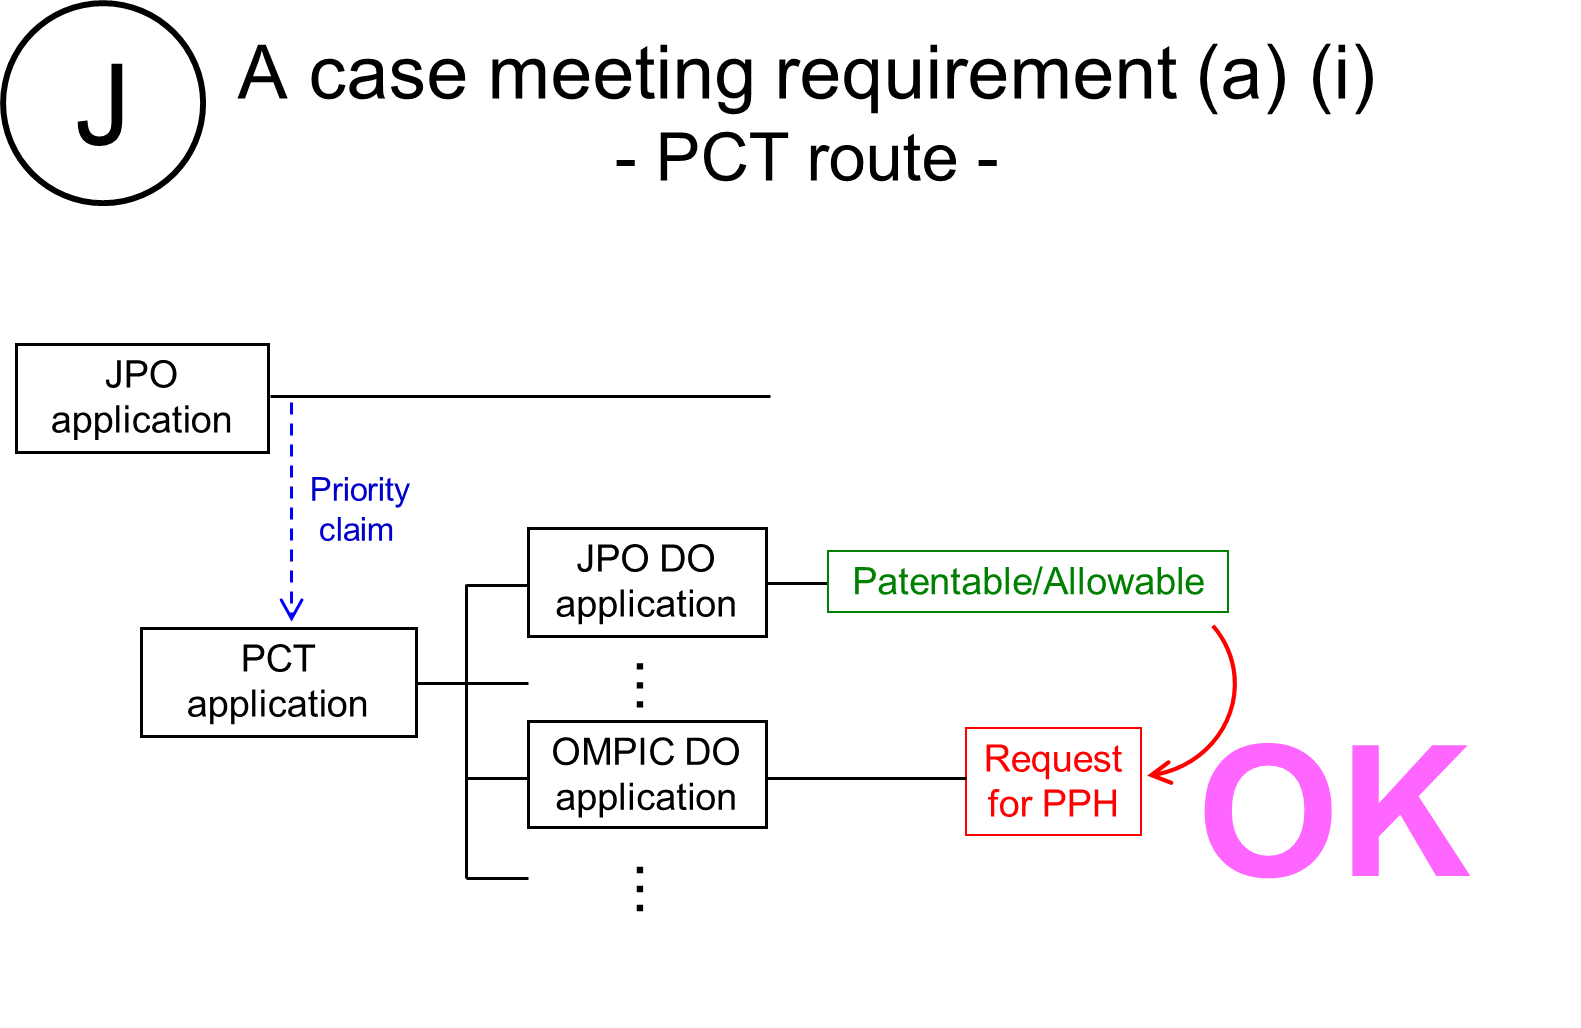 J
A case meeting requirement (a) (i)
- PCT route -
JPO
application
Priority
claim
PCT
application
JPO DO
application
Patentable/Allowable
OMPIC DO
application
Request
for PPH
OK